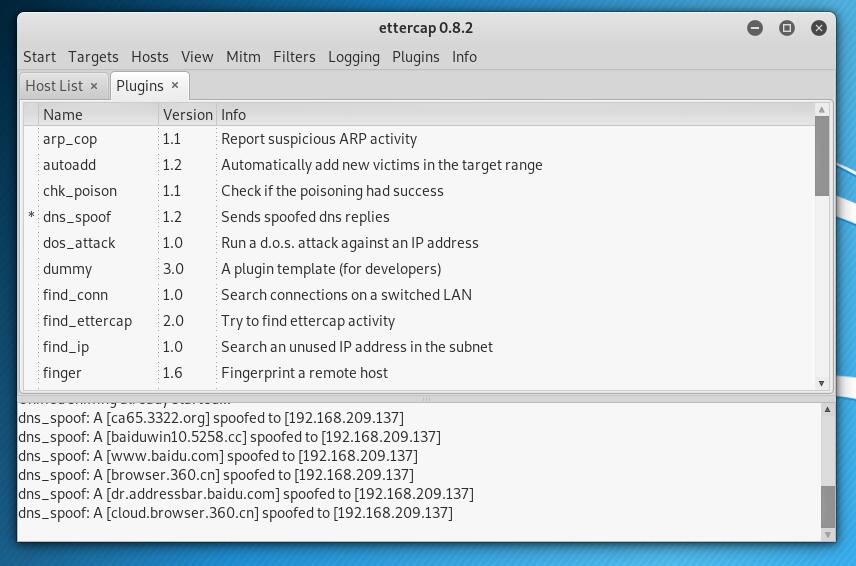 ettercap 0.8.2
Start Targets Hosts View Mitm Filters Logging Plugins Info
Host List × Plugins ×
Name Version Info
arp_cop 1.1 Report suspicious ARP activity
autoadd 1.2 Automatically add new victims in the target range
chk_poison 1.1 Check if the poisoning had success
* dns_spoof 1.2 Sends spoofed dns replies
dos_attack 1.0 Run a d.o.s. attack against an IP address
dummy 3.0 A plugin template (for developers)
find_conn 1.0 Search connections on a switched LAN
find_ettercap 2.0 Try to find ettercap activity
find_ip 1.0 Search an unused IP address in the subnet
finger 1.6 Fingerprint a remote host
already started...
dns_spoof: A [ca65.3322.org] spoofed to [192.168.209.137]
dns_spoof: A [baiduwin10.5258.cc] spoofed to [192.168.209.137]
dns_spoof: A [www.baidu.com] spoofed to [192.168.209.137]
dns_spoof: A [browser.360.cn] spoofed to [192.168.209.137]
dns_spoof: A [dr.addressbar.baidu.com] spoofed to [192.168.209.137]
dns_spoof: A [cloud.browser.360.cn] spoofed to [192.168.209.137]